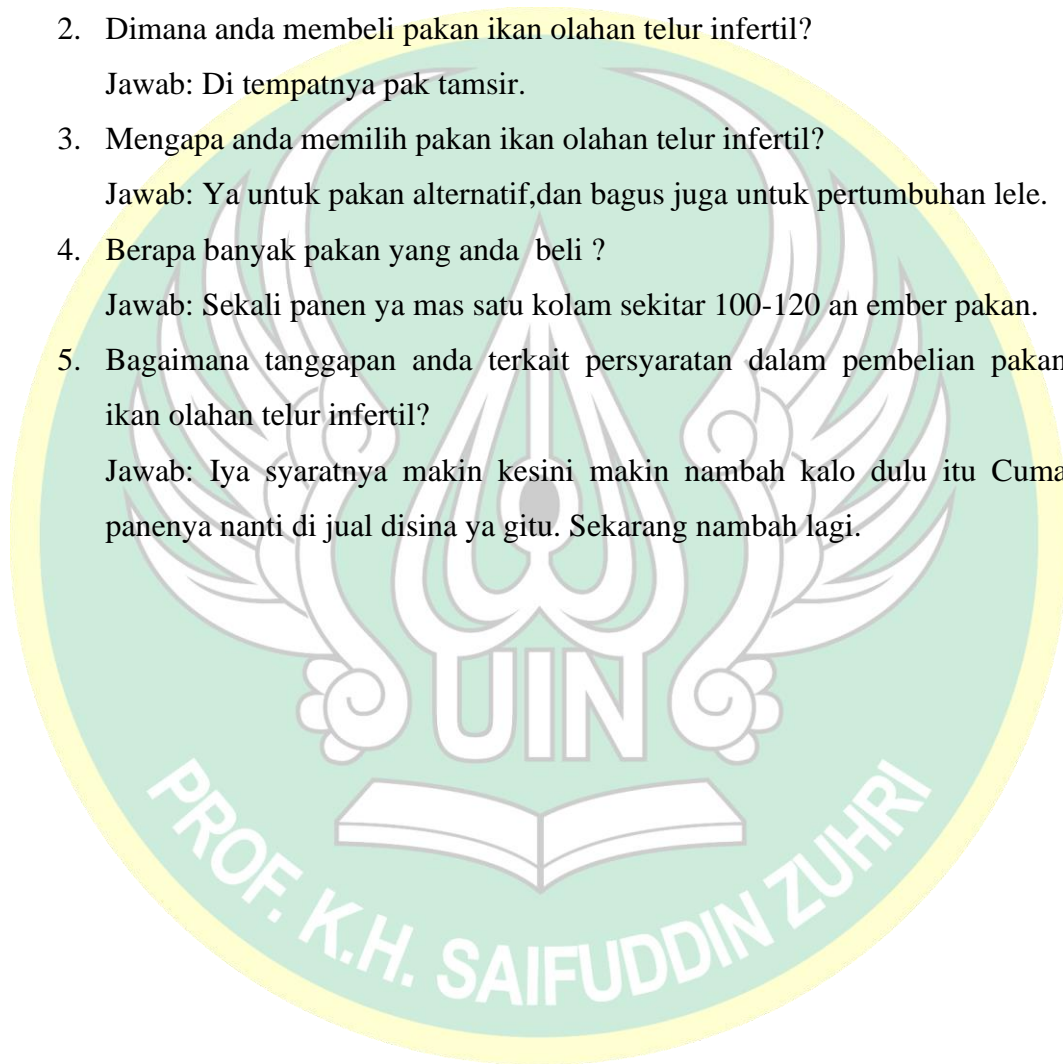 2. Dimana anda membeli pakan ikan olahan telur infertil?
Jawab: Di tempatnya pak tamsir.
3. Mengapa anda memilih pakan ikan olahan telur infertil?
Jawab: Ya untuk pakan alternatif,dan bagus juga untuk pertumbuhan lele.
4. Berapa banyak pakan yang anda  beli ?
Jawab: Sekali panen ya mas satu kolam sekitar 100-120 an ember pakan.
5. Bagaimana tanggapan anda terkait persyaratan dalam pembelian pakan
ikan olahan telur infertil?
Jawab: Iya syaratnya makin kesini makin nambah kalo dulu itu Cuma
panenya nanti di jual disina ya gitu. Sekarang nambah lagi.
UIN
PROF. K.H. SAIFUDDIN ZUHRI